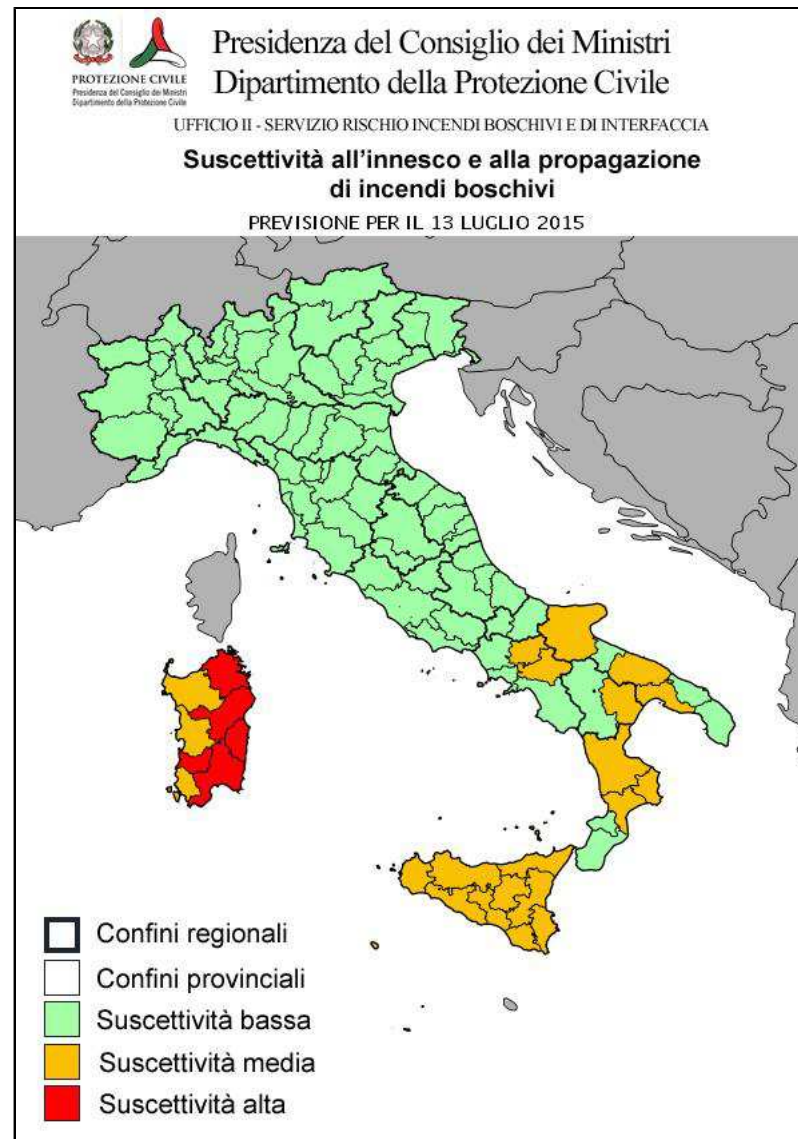 PROTEZIONE CIVILE
Presidenza del Consiglio dei Ministri
Dipartimento della Protezione Civile
Presidenza del Consiglio dei Ministri
Dipartimento della Protezione Civile
UFFICIO II - SERVIZIO RISCHIO INCENDI BOSCHIVI E DI INTERFACCIA
Suscettività all'innesco e alla propagazione
di incendi boschivi
PREVISIONE PER IL 13 LUGLIO 2015
Confini regionali
Confini provinciali
Suscettività bassa
Suscettività media
Suscettività alta